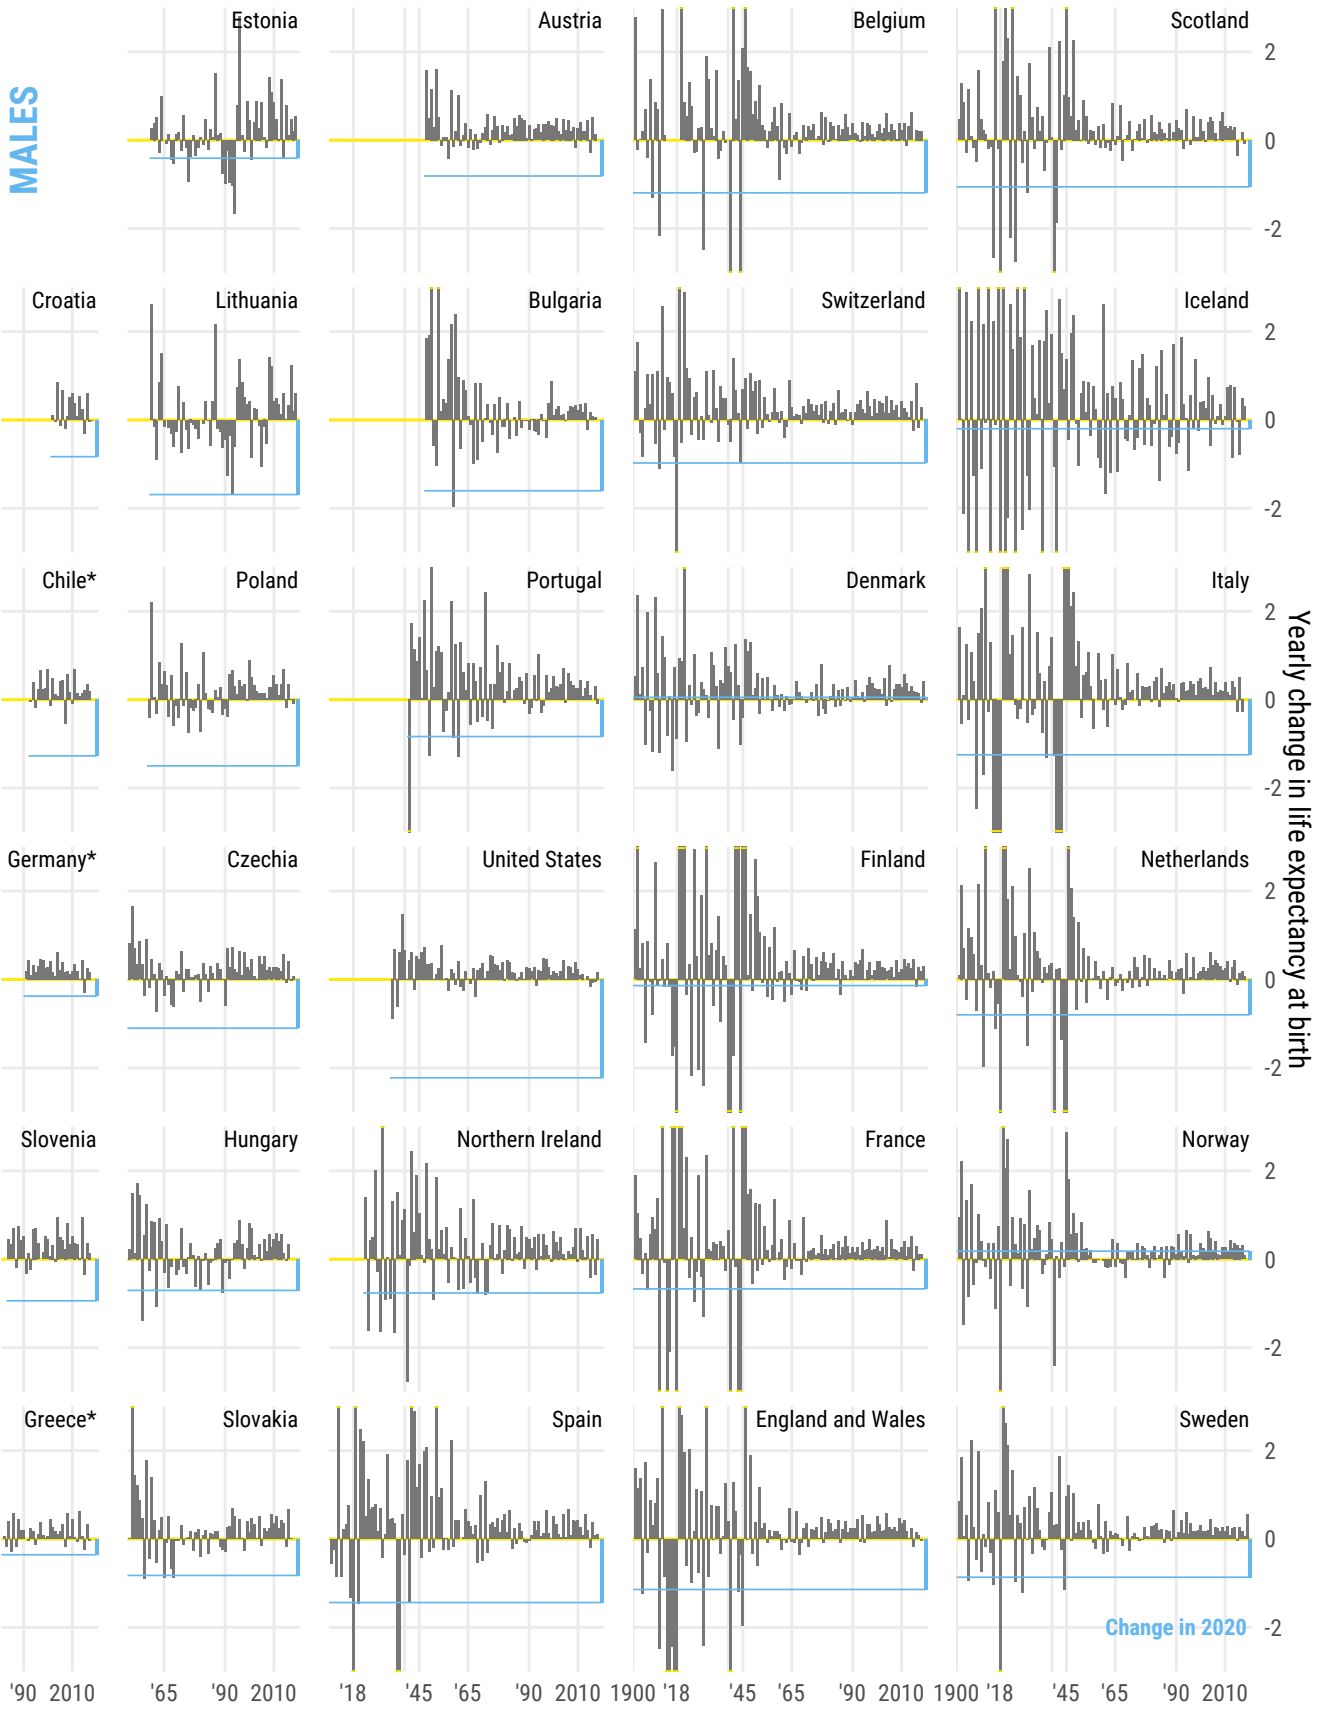 MALES
Estonia
Austria
Belgium
Scotland
2
0
-2
Croatia
Lithuania
Bulgaria
Switzerland
Iceland
2
0
-2
Chile*
Poland
Portugal
Denmark
Italy
2
0
-2
Yearly change in life expectancy at birth
Germany*
Czechia
United States
Finland
Netherlands
2
0
-2
Slovenia
Hungary
Northern Ireland
France
Norway
2
0
-2
Greece*
Slovakia
Spain
England and Wales
Sweden
2
0
-2
Change in 2020
'90 2010 '65 '90 2010 '18 '45 '65 '90 2010 1900 '18 '45 '65 '90 2010 1900 '18 '45 '65 '90 2010